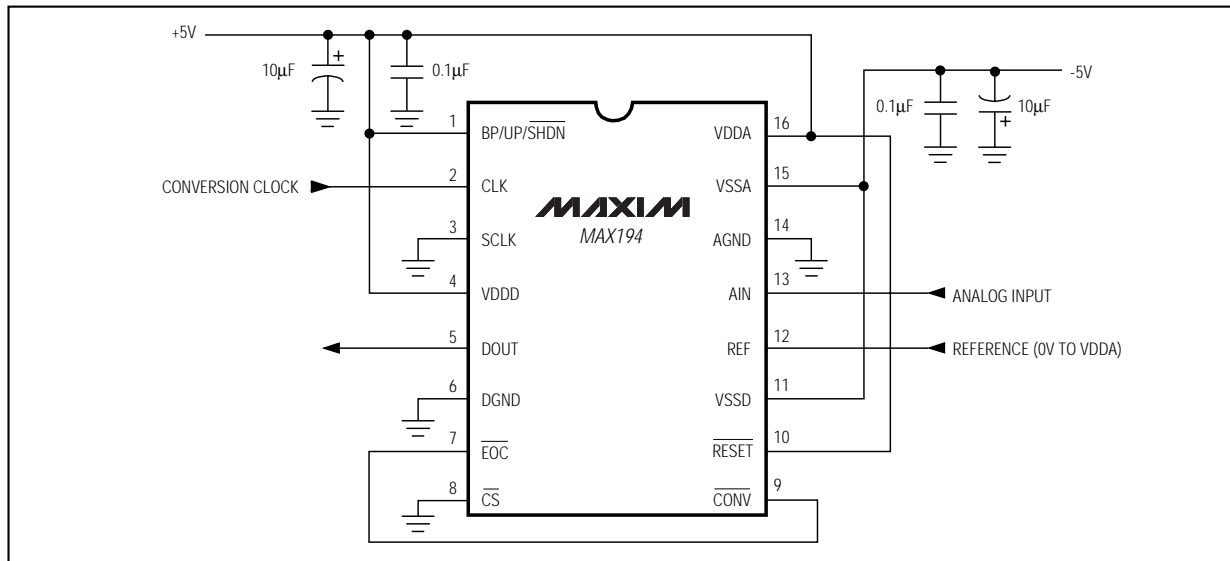 +5V
10µF
+
0.1µF
-5V
0.1µF
10µF
+
1
BP/UP/SHDN
VDDA
16
CONVERSION CLOCK
2
CLK
VSSA
15
MAXIM
MAX194
3
SCLK
AGND
14
4
VDDD
AIN
13
ANALOG INPUT
5
DOUT
REF
12
REFERENCE (0V TO VDDA)
6
DGND
VSSD
11
7
EOC
RESET
10
8
CS
CONV
9